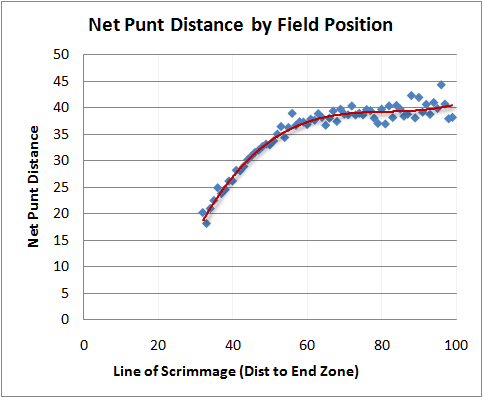 Net Punt Distance by Field Position
Net Punt Distance
50
45
40
35
30
25
20
15
10
5
0
0 20 40 60 80 100
Line of Scrimmage (Dist to End Zone)